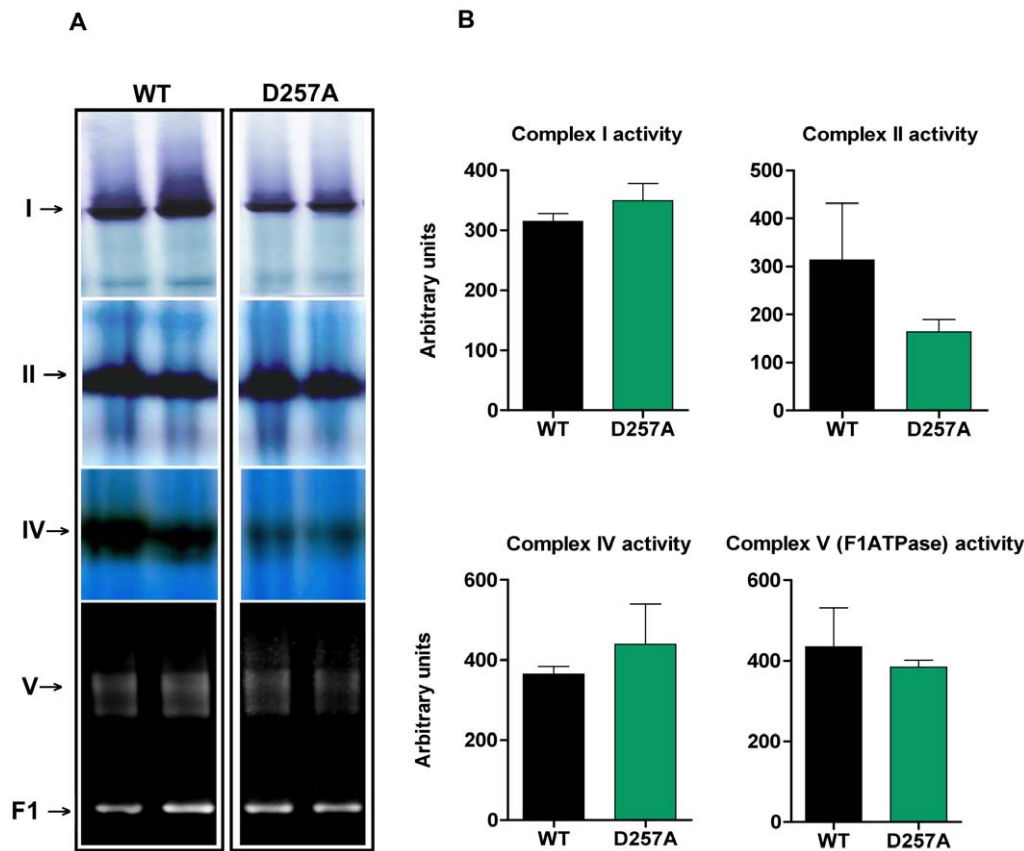 A
WT D257A
I→
II→
IV→
V→
F1→
B
Complex I activity
Arbitrary units
400
300
200
100
0
WT D257A
Complex II activity
500
400
300
200
100
0
WT D257A
Complex IV activity
Arbitrary units
600
400
200
0
WT D257A
Complex V (F1ATPase) activity
600
400
200
0
WT D257A